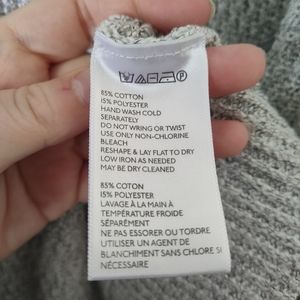 85% COTTON
15% POLYESTER
HAND WASH COLD
SEPARATELY
DO NOT WRING OR TWIST
USE ONLY NON-CHLORINE
BLEACH
RESHAPE & LAY FLAT TO DRY
LOW IRON AS NEEDED
MAY BE DRY CLEANED
85% COTON
15% POLYESTER
LAVAGE À LA MAIN À
TEMPÉRATURE FROIDE
SÉPARÉMENT
NE PAS ESSORER OU TORDRE
UTILISER UN AGENT DE
BLANCHIMENT SANS CHLORE SI
NÉCESSAIRE